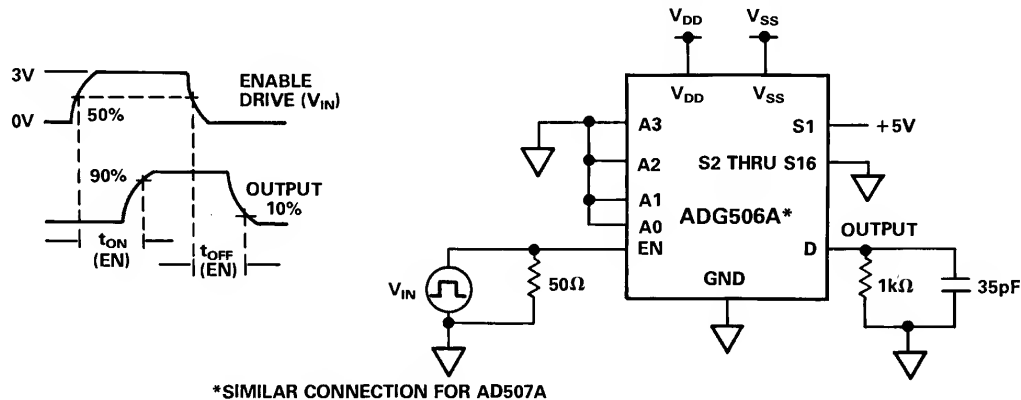 3V
0V
50%
ENABLE
DRIVE (VIN)
90%
OUTPUT
10%
tON
(EN)
tOFF
(EN)
VDD
VSS
VDD
VSS
A3
A2
A1
A0
EN
S1
+5V
S2 THRU S16
ADG506A*
D
OUTPUT
GND
VIN
50Ω
1kΩ
35pF
*SIMILAR CONNECTION FOR AD507A